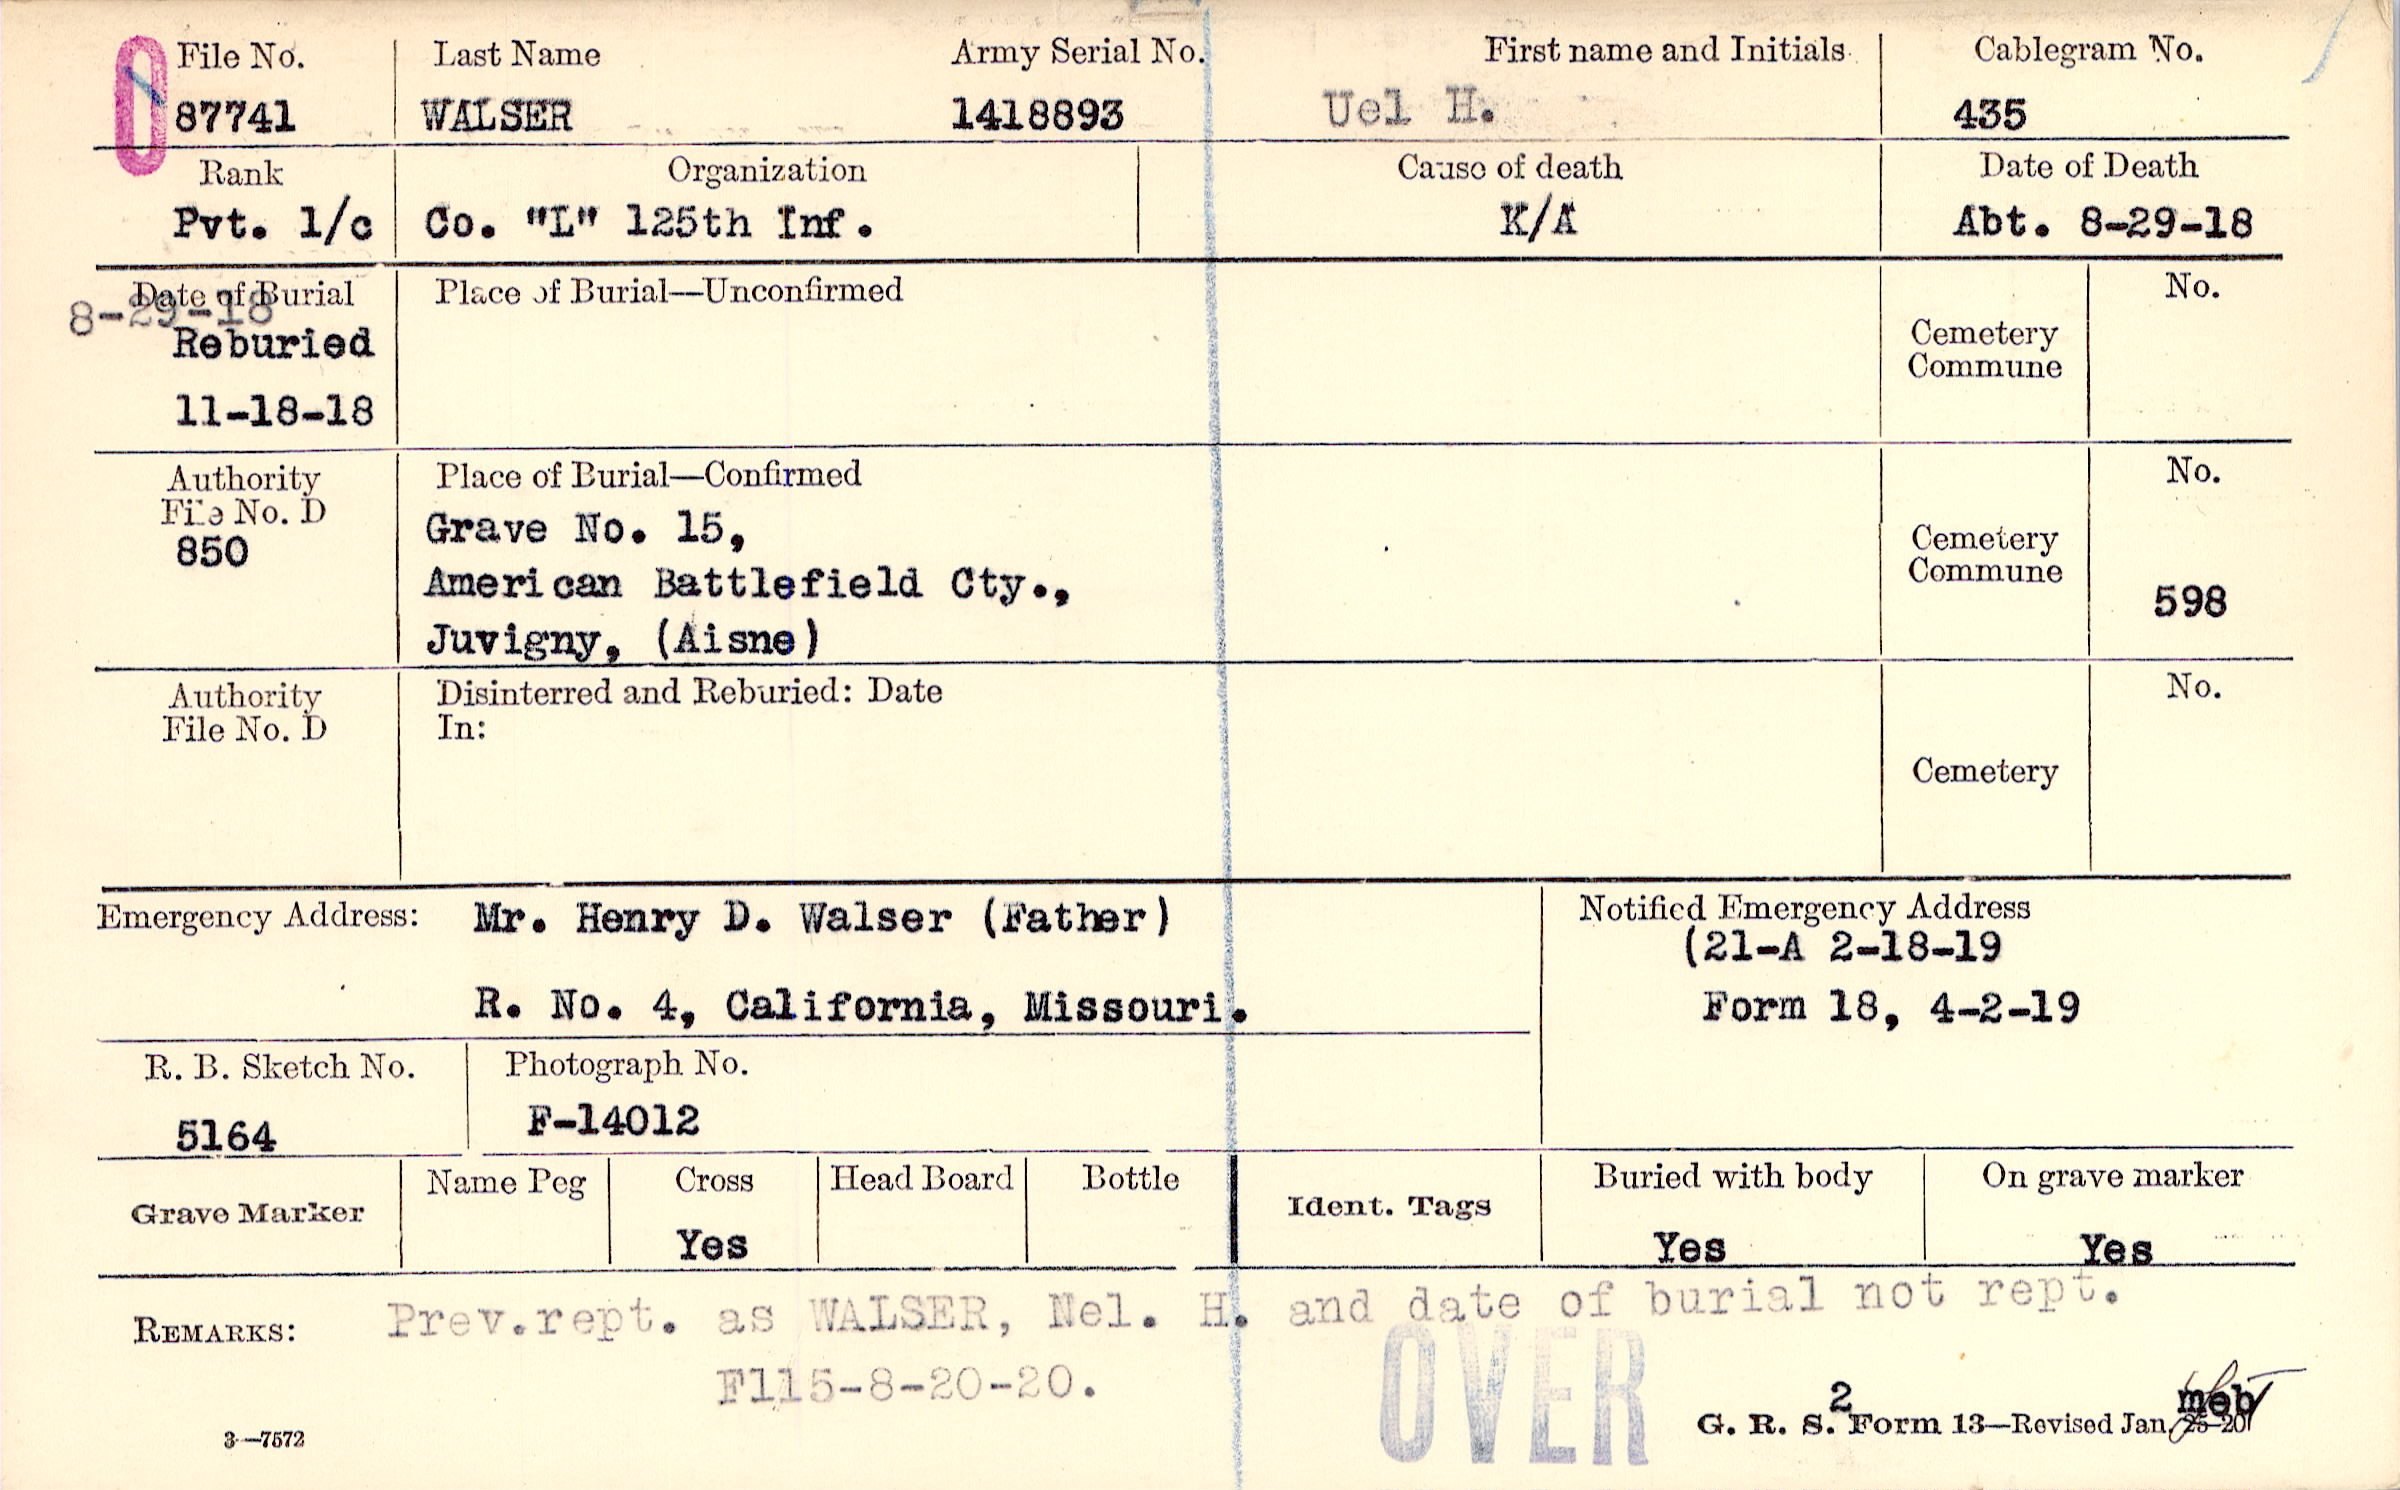 File No. Last Name Army Serial No. First name and Initials Cablegram No.
87741 WALSER 1418893 Uel H. 435
Rank Organization Cause of death Date of Death
Pvt. 1/c Co. "L" 125th Inf. K/A Abt. 8-29-18
Date of Burial Place of Burial—Unconfirmed No.
8-29-18
Reburied
11-18-18
Cemetery
Commune
Authority Place of Burial—Confirmed No.
File No. D
850
Grave No. 15,
American Battlefield Cty.,
Juvigny, (Aisne)
Cemetery
Commune
598
Authority Disinterred and Reburied: Date No.
File No. D In:
Cemetery
Emergency Address: Mr. Henry D. Walser (Father)
R. No. 4, California, Missouri.
Notified Emergency Address
(21-A 2-18-19
Form 18, 4-2-19
R. B. Sketch No. Photograph No.
5164 F-14012
Grave Marker Name Peg Cross Head Board Bottle Ident. Tags Buried with body On grave marker
Yes Yes Yes
REMARKS: Prev.rept. as WALSER, Nel. H. and date of burial not rept.
F115-8-20-20.
OVER
2 meb
G. R. S. Form 13—Revised Jan. 25-20
3—7572